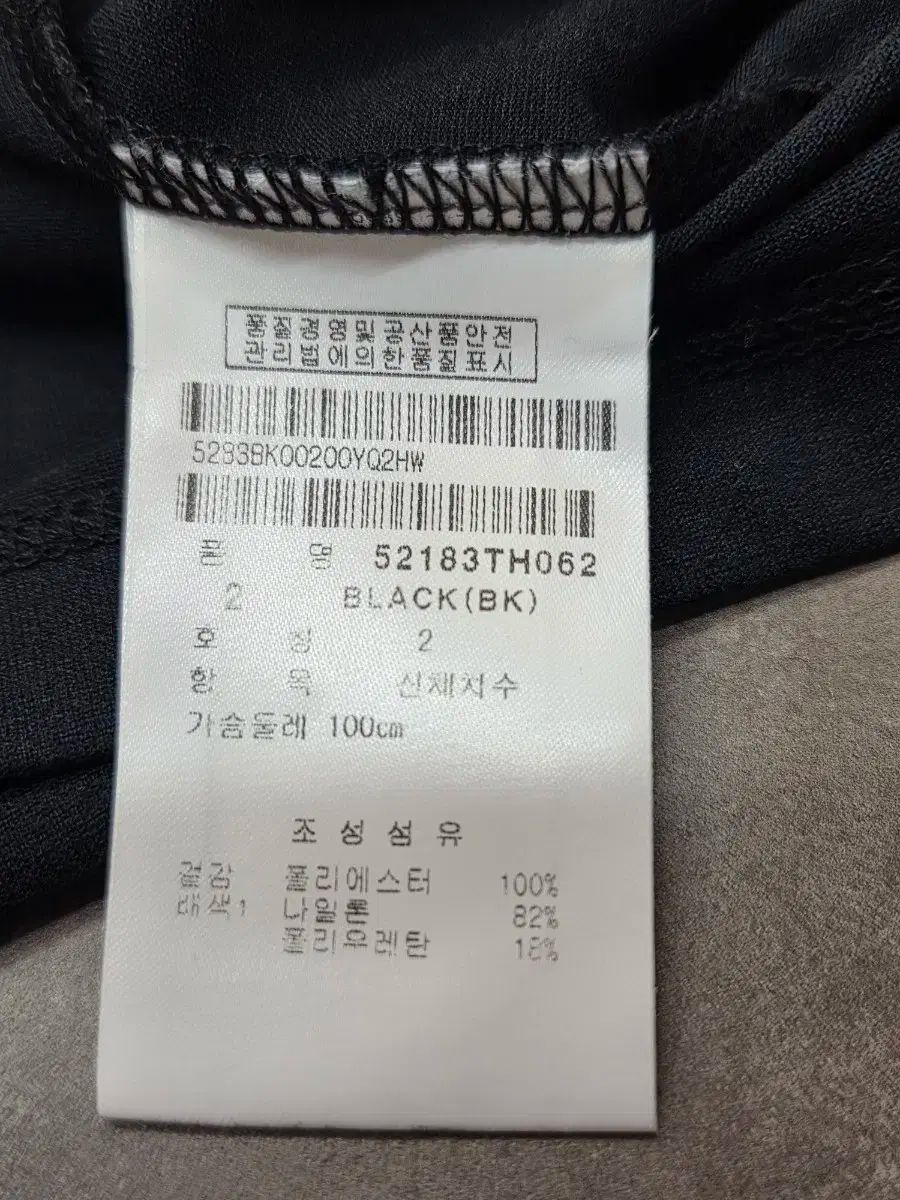 품질경영및공산품안전
관리법에의한품질표시
5283BK00200YQ2HW
품 명 52183TH062
2 BLACK(BK)
호 칭 2
항 목 신체치수
가슴둘레 100cm
조 성 섬 유
겉감 폴리에스터 100%
배색1 나일론 82%
폴리우레탄 18%